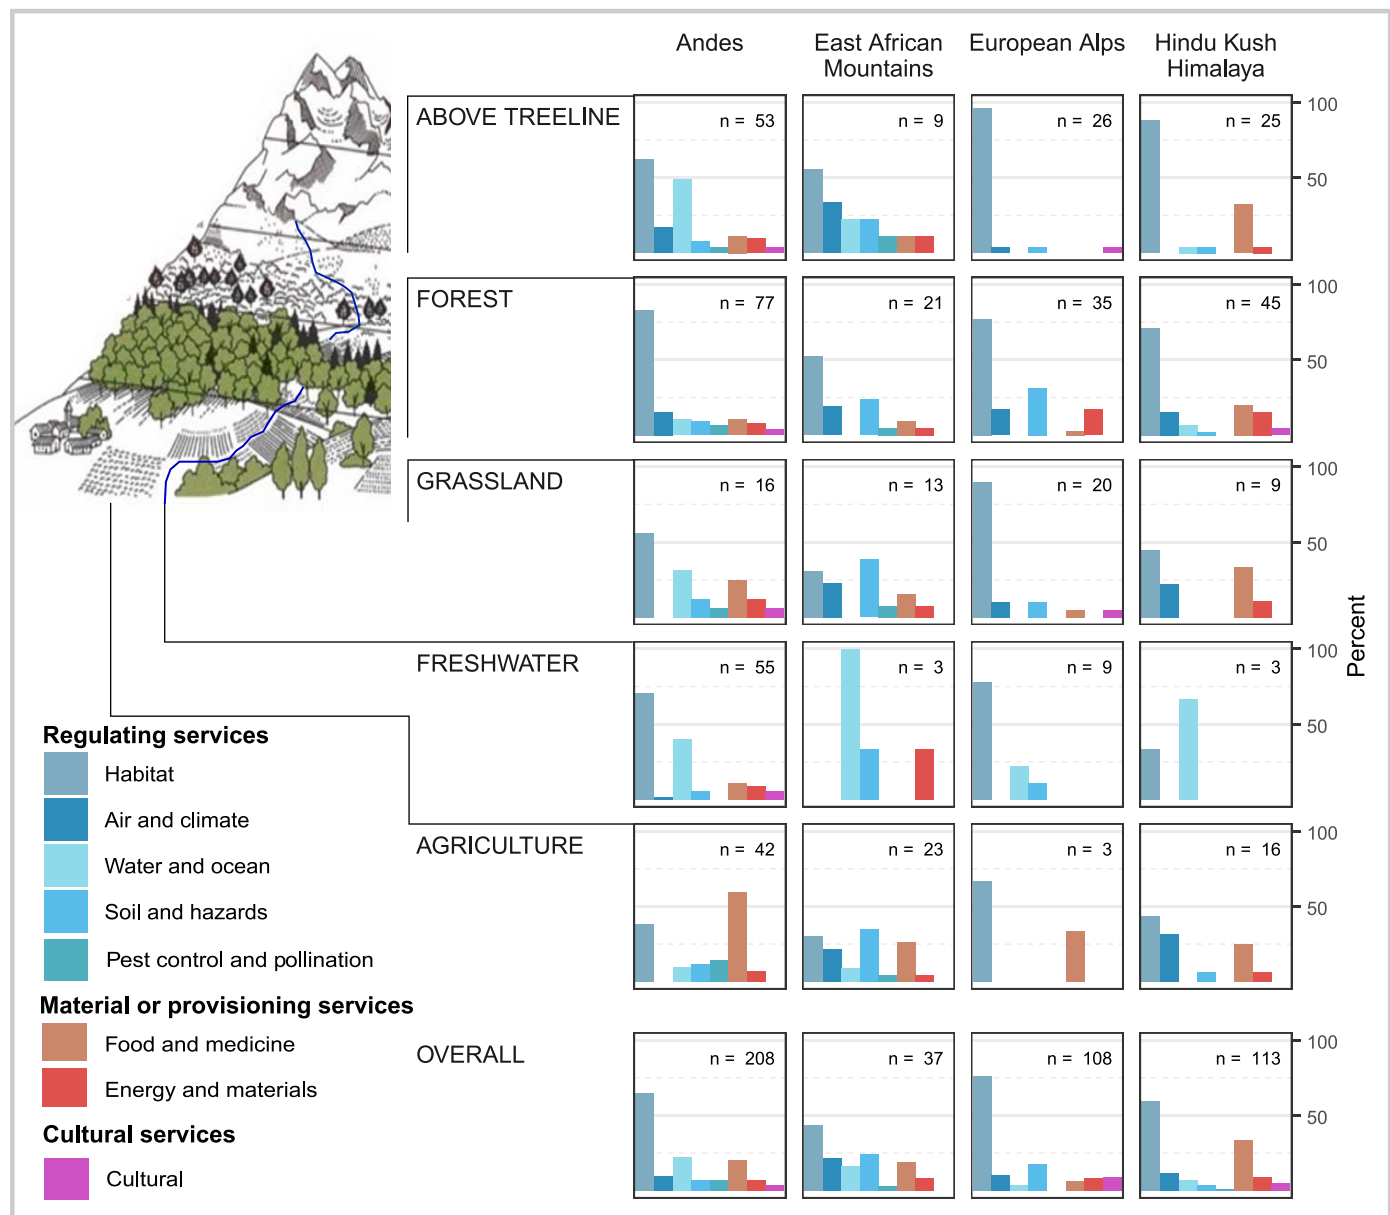 Andes
East African
Mountains
European Alps
Hindu Kush
Himalaya
ABOVE TREELINE
n = 53
n = 9
n = 26
n = 25
100
50
FOREST
n = 77
n = 21
n = 35
n = 45
100
50
GRASSLAND
n = 16
n = 13
n = 20
n = 9
100
50
Percent
FRESHWATER
n = 55
n = 3
n = 9
n = 3
100
50
AGRICULTURE
n = 42
n = 23
n = 3
n = 16
100
50
OVERALL
n = 208
n = 37
n = 108
n = 113
100
50
Regulating services
Habitat
Air and climate
Water and ocean
Soil and hazards
Pest control and pollination
Material or provisioning services
Food and medicine
Energy and materials
Cultural services
Cultural